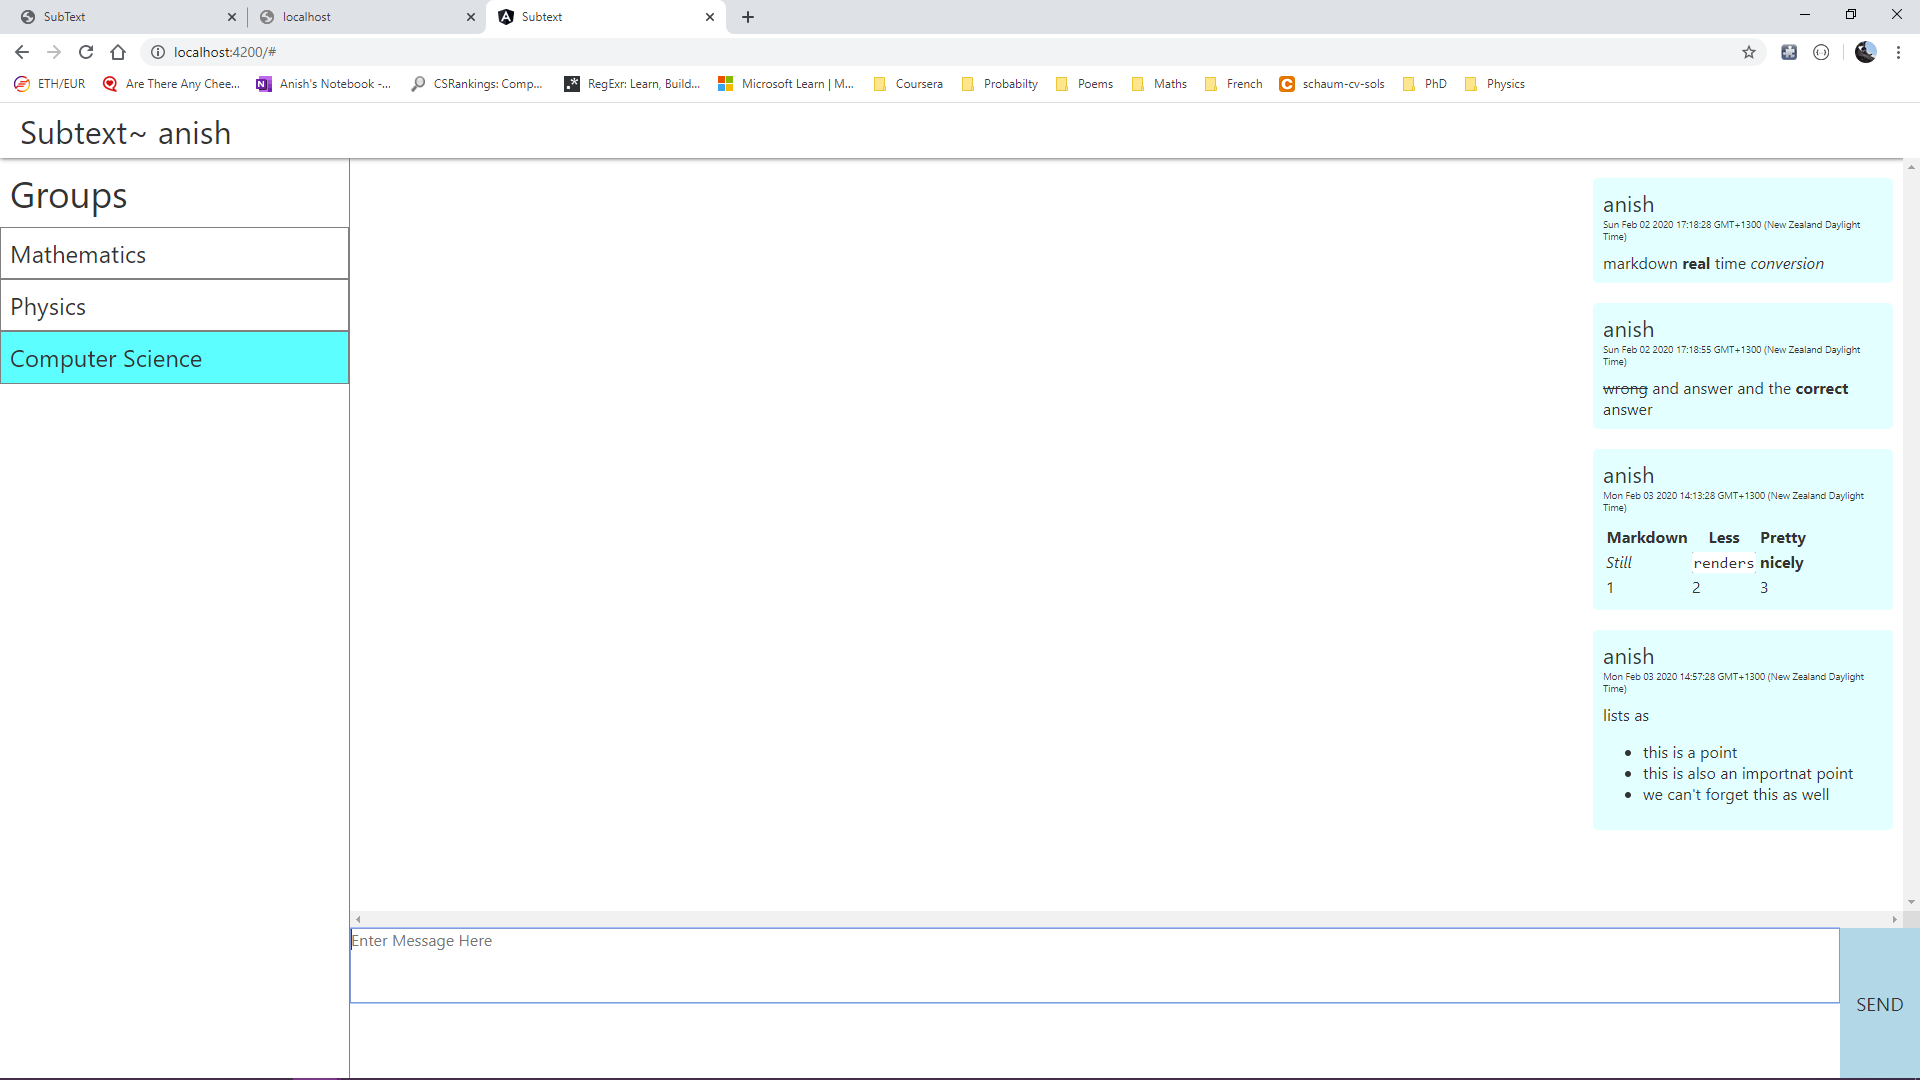 SubText
localhost
Subtext
localhost:4200/#
ETH/EUR
Are There Any Chee...
Anish's Notebook -...
CSRankings: Comp...
RegExr: Learn, Build...
Microsoft Learn | M...
Coursera
Probabilty
Poems
Maths
French
schaum-cv-sols
PhD
Physics
Subtext~ anish
Groups
Mathematics
Physics
Computer Science
anish
Sun Feb 02 2020 17:18:28 GMT+1300 (New Zealand Daylight
Time)
markdown real time conversion
anish
Sun Feb 02 2020 17:18:55 GMT+1300 (New Zealand Daylight
Time)
wrong and answer and the correct
answer
anish
Mon Feb 03 2020 14:13:28 GMT+1300 (New Zealand Daylight
Time)
Markdown Less Pretty
Still renders nicely
1 2 3
anish
Mon Feb 03 2020 14:57:28 GMT+1300 (New Zealand Daylight
Time)
lists as
• this is a point
• this is also an importnat point
• we can't forget this as well
Enter Message Here
SEND